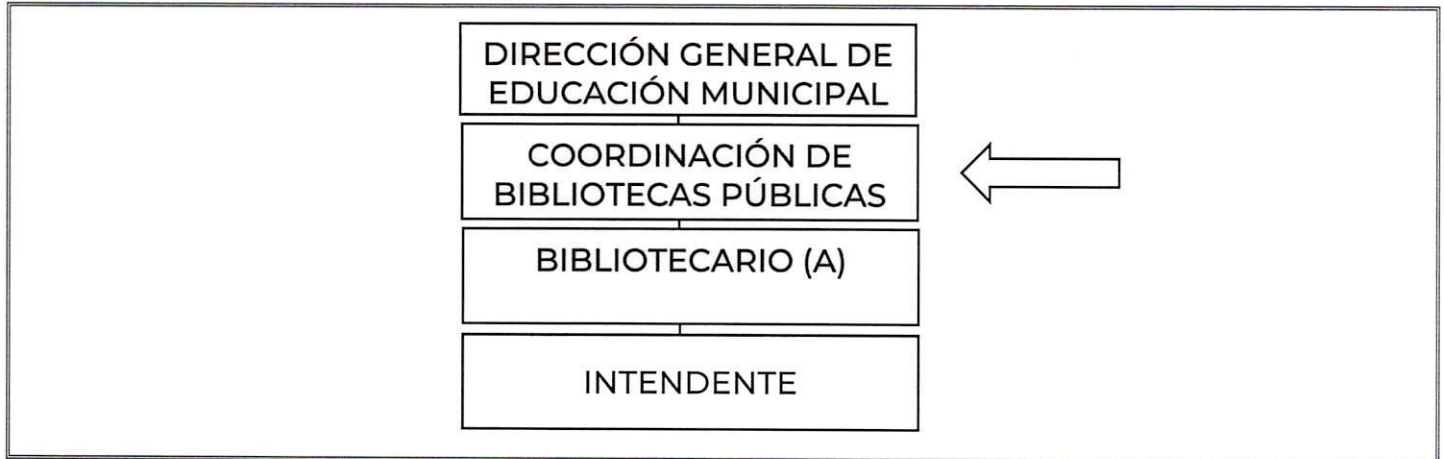 DIRECCIÓN GENERAL DE
EDUCACIÓN MUNICIPAL
COORDINACIÓN DE
BIBLIOTECAS PÚBLICAS
BIBLIOTECARIO (A)
INTENDENTE